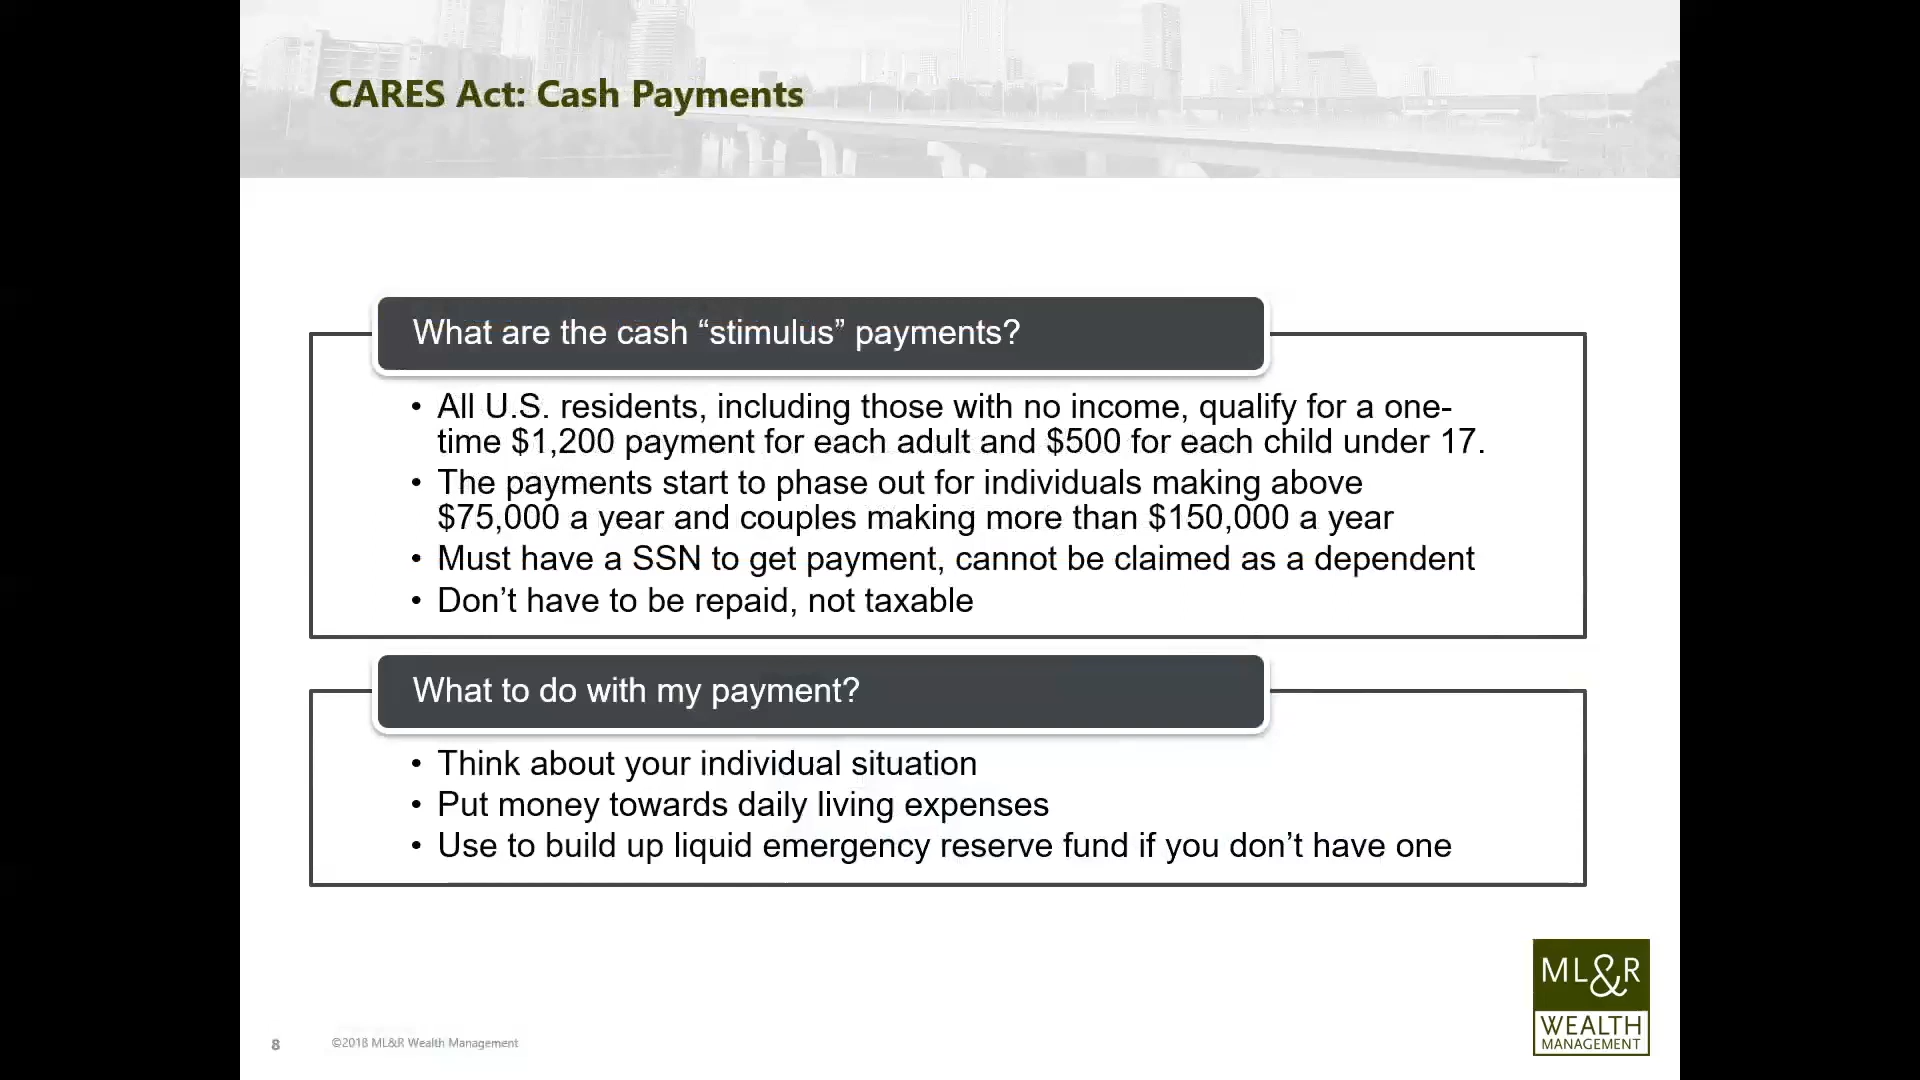 CARES Act: Cash Payments
What are the cash “stimulus” payments?
• All U.S. residents, including those with no income, qualify for a one-
time $1,200 payment for each adult and $500 for each child under 17.
• The payments start to phase out for individuals making above
$75,000 a year and couples making more than $150,000 a year
• Must have a SSN to get payment, cannot be claimed as a dependent
• Don’t have to be repaid, not taxable
What to do with my payment?
• Think about your individual situation
• Put money towards daily living expenses
• Use to build up liquid emergency reserve fund if you don’t have one
ML&R
WEALTH
MANAGEMENT
8
©2018 ML&R Wealth Management